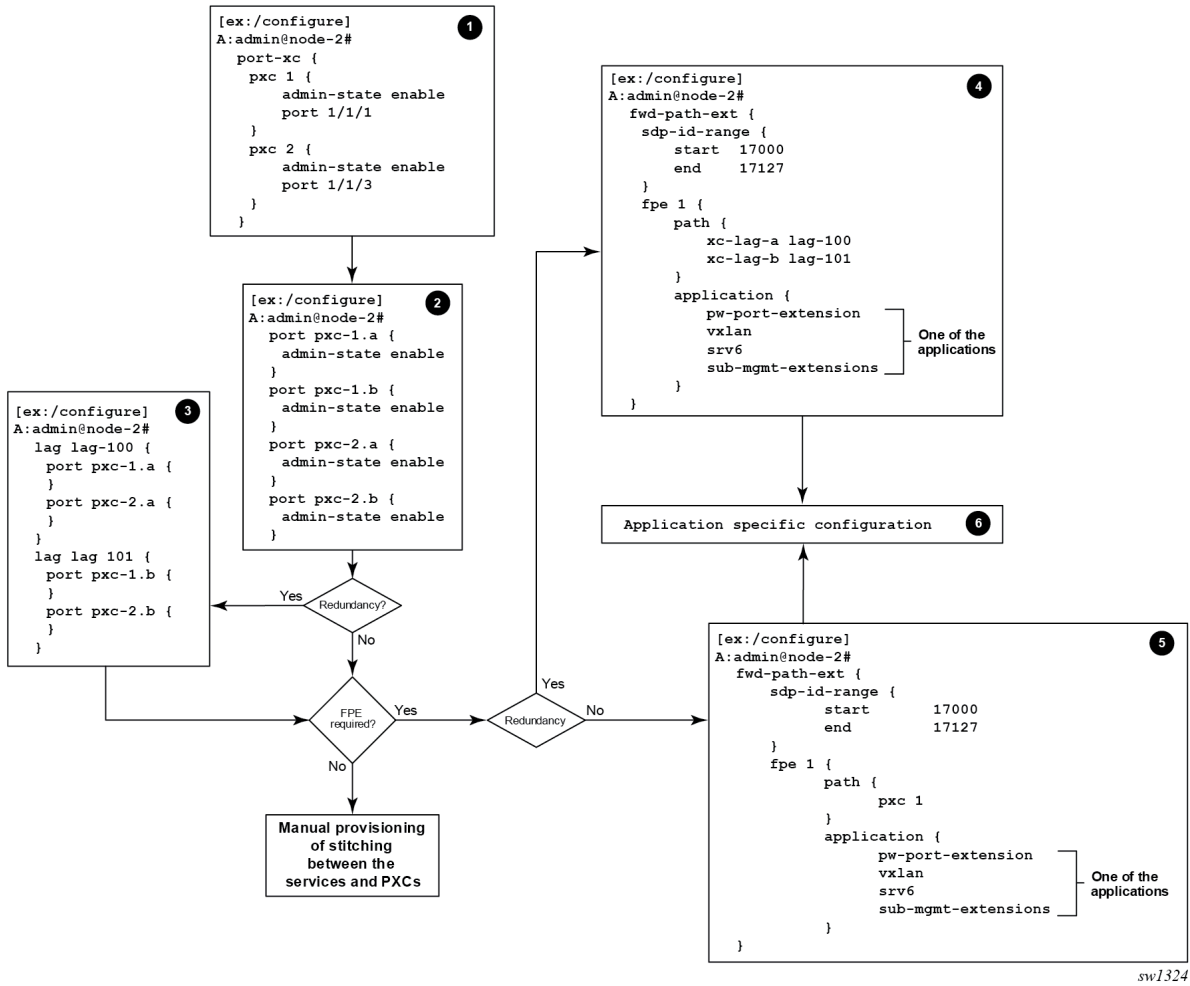 [ex:/configure]
A:admin@node-2#
port-xc {
pxc 1 {
admin-state enable
port 1/1/1
}
pxc 2 {
admin-state enable
port 1/1/3
}
}
1
[ex:/configure]
A:admin@node-2#
port pxc-1.a {
admin-state enable
}
port pxc-1.b {
admin-state enable
}
port pxc-2.a {
admin-state enable
}
port pxc-2.b {
admin-state enable
}
2
Redundancy?
Yes
No
[ex:/configure]
A:admin@node-2#
lag lag-100 {
port pxc-1.a {
}
port pxc-2.a {
}
}
lag lag 101 {
port pxc-1.b {
}
port pxc-2.b {
}
}
3
FPE
required?
Yes
No
Manual provisioning
of stitching
between the
services and PXCs
Redundancy
Yes
No
[ex:/configure]
A:admin@node-2#
fwd-path-ext {
sdp-id-range {
start 17000
end 17127
}
fpe 1 {
path {
xc-lag-a lag-100
xc-lag-b lag-101
}
application {
pw-port-extension
vxlan
srv6
sub-mgmt-extensions
}
}
One of the
applications
4
Application specific configuration 6
[ex:/configure]
A:admin@node-2#
fwd-path-ext {
sdp-id-range {
start 17000
end 17127
}
fpe 1 {
path {
pxc 1
}
application {
pw-port-extension
vxlan
srv6
sub-mgmt-extensions
}
}
One of the
applications
5
sw1324